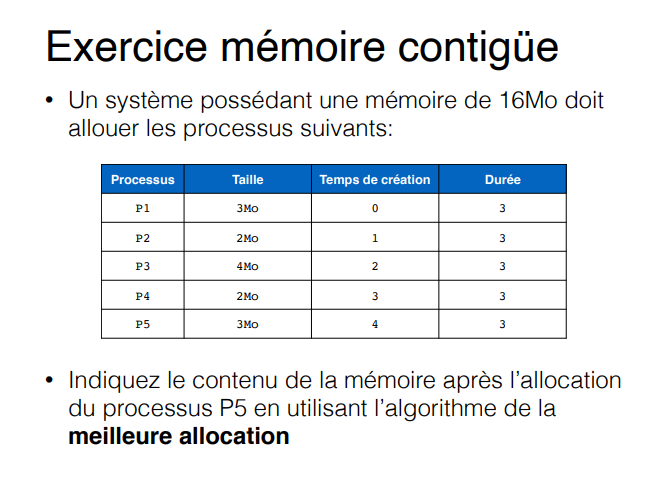 Exercice mémoire contigüe
• Un système possédant une mémoire de 16Mo doit
allouer les processus suivants:
Processus Taille Temps de création Durée
P1 3Mo 0 3
P2 2Mo 1 3
P3 4Mo 2 3
P4 2Mo 3 3
P5 3Mo 4 3
• Indiquez le contenu de la mémoire après l’allocation
du processus P5 en utilisant l’algorithme de la
meilleure allocation